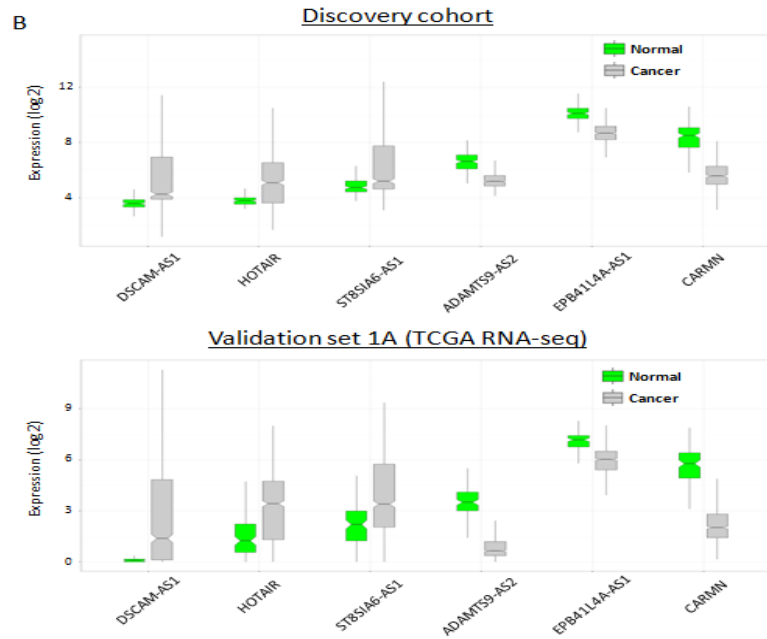 B
Discovery cohort
Expression (log2)
12
8
4
Normal
Cancer
DSCAM-AS1
HOTAIR
ST8SIA6-AS1
ADAMTS9-AS2
EPB41L4A-AS1
CARMN
Validation set 1A (TCGA RNA-seq)
Expression (log2)
9
6
3
0
Normal
Cancer
DSCAM-AS1
HOTAIR
ST8SIA6-AS1
ADAMTS9-AS2
EPB41L4A-AS1
CARMN